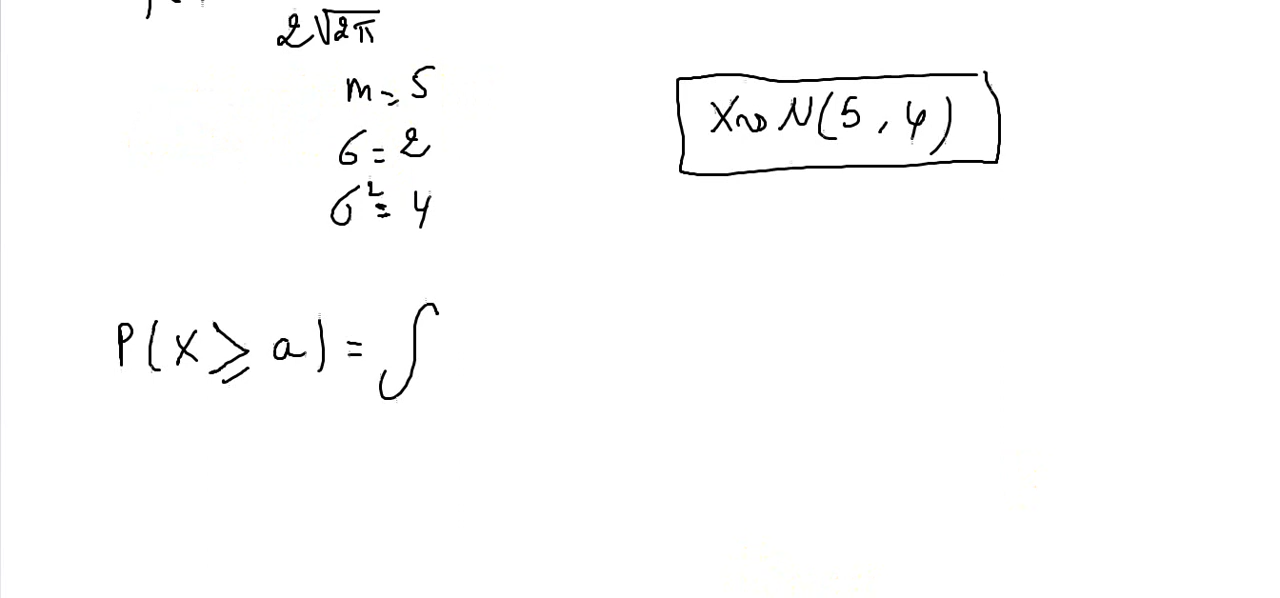 2√2π
m = 5
σ = 2
σ² = 4
X ~ N(5, 4)
P(X ⩾ a) = ∫